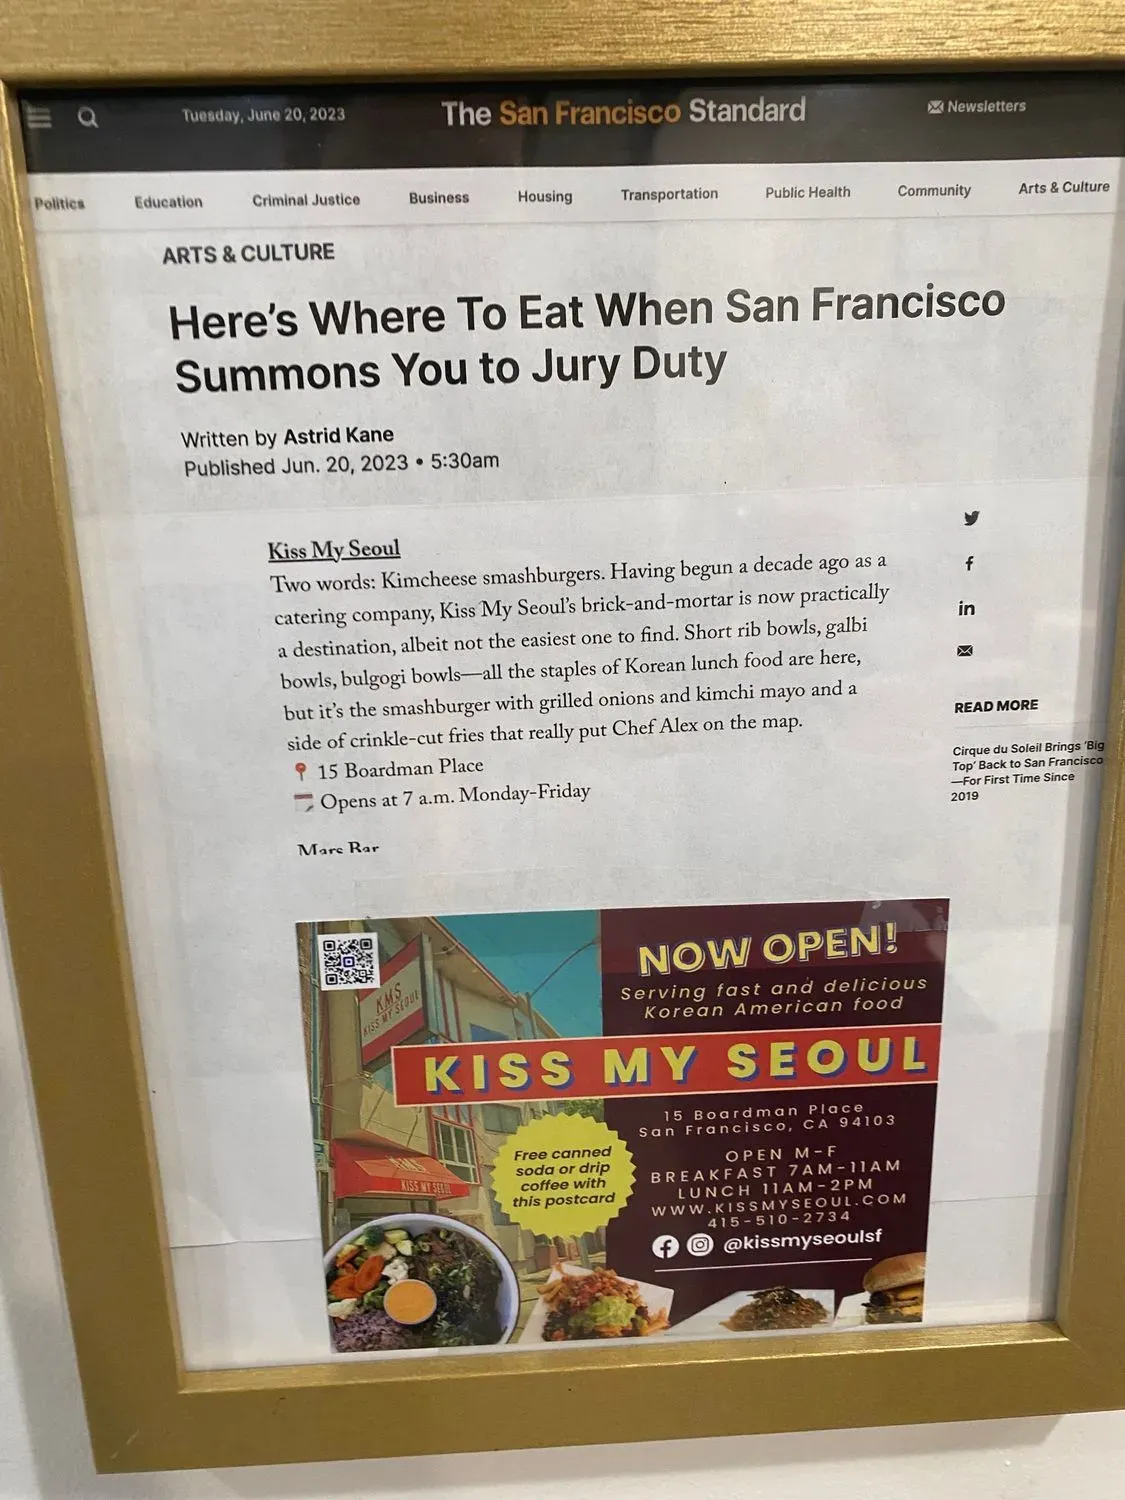 Tuesday, June 20, 2023
The San Francisco Standard
Newsletters
Politics Education Criminal Justice Business Housing Transportation Public Health Community Arts & Culture
ARTS & CULTURE
Here's Where To Eat When San Francisco
Summons You to Jury Duty
Written by Astrid Kane
Published Jun. 20, 2023 • 5:30am
Kiss My Seoul
Two words: Kimcheese smashburgers. Having begun a decade ago as a
catering company, Kiss My Seoul's brick-and-mortar is now practically
a destination, albeit not the easiest one to find. Short rib bowls, galbi
bowls, bulgogi bowls—all the staples of Korean lunch food are here,
but it's the smashburger with grilled onions and kimchi mayo and a
side of crinkle-cut fries that really put Chef Alex on the map.
15 Boardman Place
Opens at 7 a.m. Monday-Friday
in
READ MORE
Cirque du Soleil Brings 'Big
Top' Back to San Francisco
—For First Time Since
2019
KMS
KISS MY SEOUL
NOW OPEN!
Serving fast and delicious
Korean American food
KISS MY SEOUL
15 Boardman Place
San Francisco, CA 94103
OPEN M-F
BREAKFAST 7AM-11AM
LUNCH 11AM-2PM
WWW.KISSMYSEOUL.COM
415-510-2734
@kissmyseoulsf
Free canned
soda or drip
coffee with
this postcard
KMS
KISS MY SEOUL